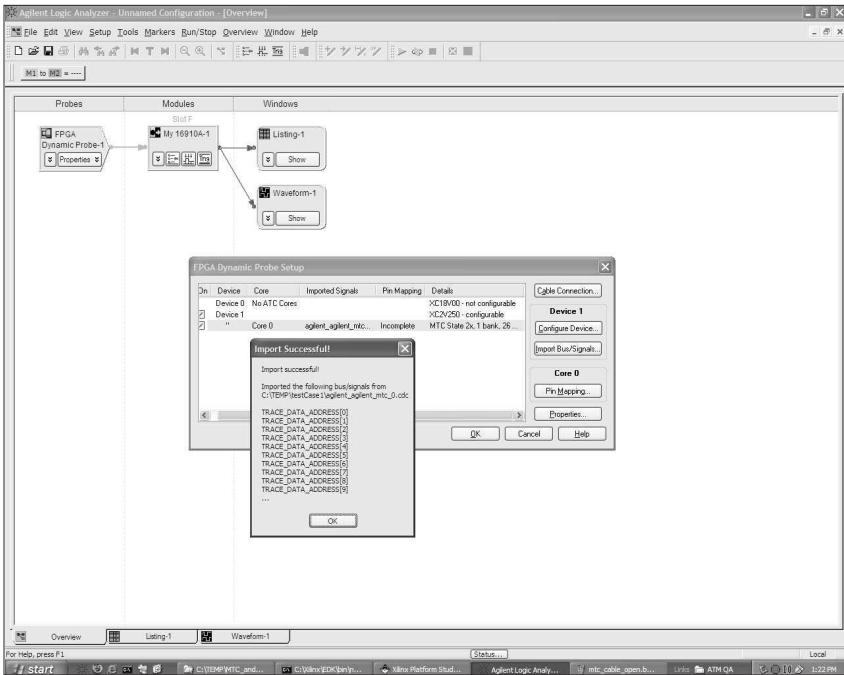 Agilent Logic Analyzer - Unnamed Configuration - [Overview]
File Edit View Setup Tools Markers Run/Stop Overview Window Help
M1 to M2 = ----
Probes Modules Windows
Slot F
FPGA Dynamic Probe-1
Properties
My 16910A-1
Listing-1
Show
Waveform-1
Show
FPGA Dynamic Probe Setup
On Device Core Imported Signals Pin Mapping Details
Device 0 No ATC Cores XC18V00 - not configurable
Device 1 XC2V250 - configurable
" Core 0 agilent_agilent_mtc... Incomplete MTC State 2x, 1 bank, 26 ...
Cable Connection...
Device 1
Configure Device...
Import Bus/Signals...
Core 0
Pin Mapping...
Properties...
OK Cancel Help
Import Successful!
Import successful!
Imported the following bus/signals from
C:\TEMP\testCase1\agilent_agilent_mtc_0.cdc
TRACE_DATA_ADDRESS[0]
TRACE_DATA_ADDRESS[1]
TRACE_DATA_ADDRESS[2]
TRACE_DATA_ADDRESS[3]
TRACE_DATA_ADDRESS[4]
TRACE_DATA_ADDRESS[5]
TRACE_DATA_ADDRESS[6]
TRACE_DATA_ADDRESS[7]
TRACE_DATA_ADDRESS[8]
TRACE_DATA_ADDRESS[9]
...
OK
Overview Listing-1 Waveform-1
For Help, press F1 Status... Local
start C:\TEMP\MTC_and... C:\Xilinx\EDK\bin\n... Xilinx Platform Stud... Agilent Logic Analy... mtc_cable_open.b... Links ATM QA 1:22 PM